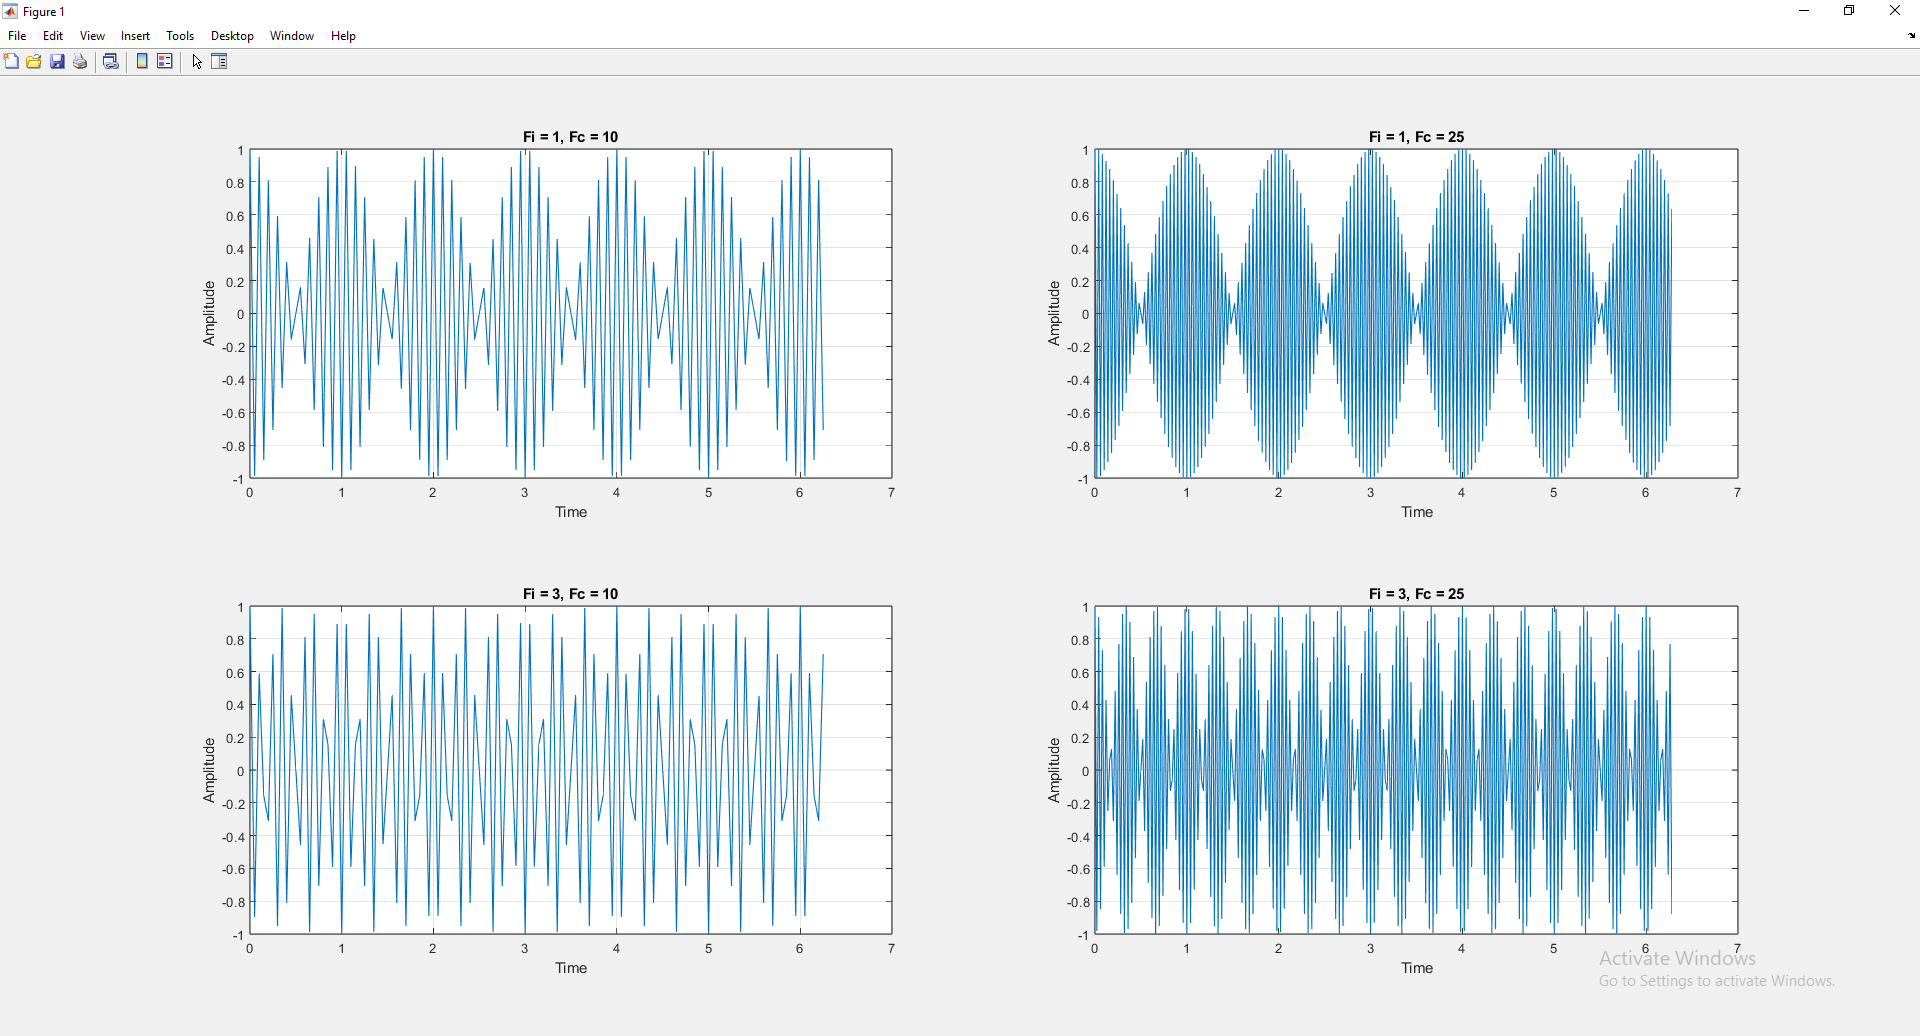 Figure 1
File Edit View Insert Tools Desktop Window Help
Fi = 1, Fc = 10
1
0.8
0.6
0.4
0.2
0
-0.2
-0.4
-0.6
-0.8
-1
Amplitude
0 1 2 3 4 5 6 7
Time
Fi = 1, Fc = 25
1
0.8
0.6
0.4
0.2
0
-0.2
-0.4
-0.6
-0.8
-1
Amplitude
0 1 2 3 4 5 6 7
Time
Fi = 3, Fc = 10
1
0.8
0.6
0.4
0.2
0
-0.2
-0.4
-0.6
-0.8
-1
Amplitude
0 1 2 3 4 5 6 7
Time
Fi = 3, Fc = 25
1
0.8
0.6
0.4
0.2
0
-0.2
-0.4
-0.6
-0.8
-1
Amplitude
0 1 2 3 4 5 6 7
Time
Activate Windows
Go to Settings to activate Windows.